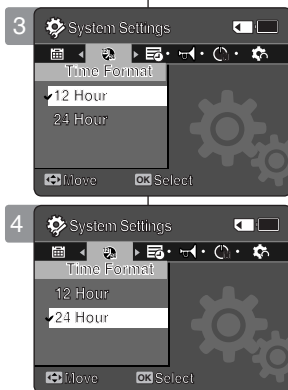 3
System Settings
Time Format
12 Hour
24 Hour
Move OK Select
4
System Settings
Time Format
12 Hour
24 Hour
Move OK Select